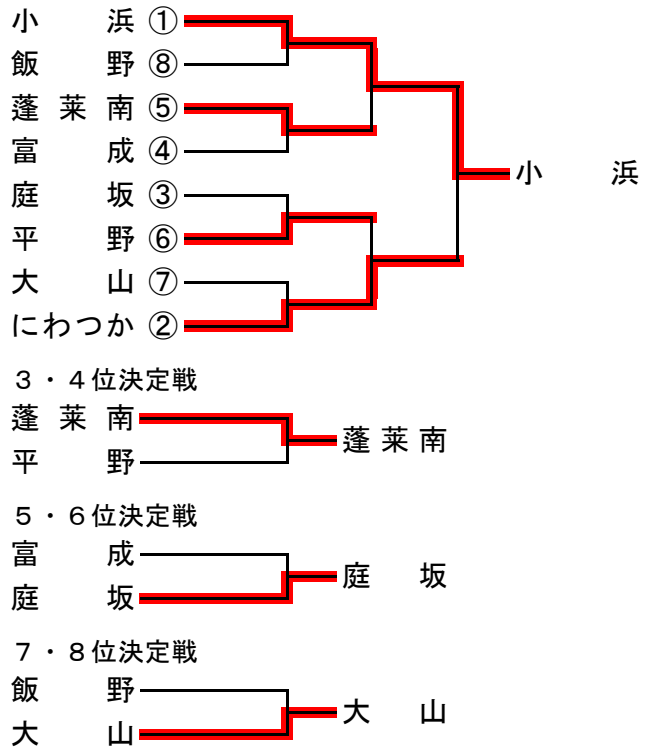 小浜 ①
飯野 ⑧
蓬莱南 ⑤
富成 ④
庭坂 ③
平野 ⑥
大山 ⑦
にわつか ②
小浜
３・４位決定戦
蓬莱南
平野
蓬莱南
５・６位決定戦
富成
庭坂
庭坂
７・８位決定戦
飯野
大山
大山